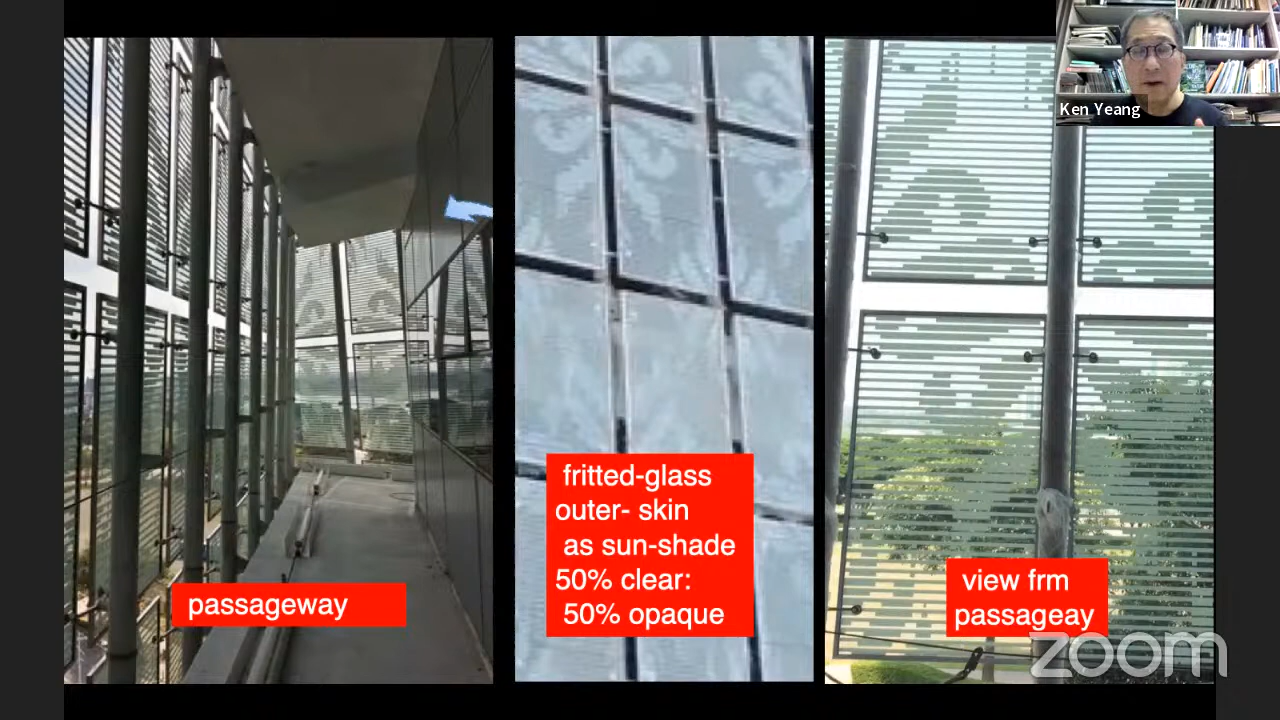 Ken Yeang
passageway
fritted-glass
outer- skin
as sun-shade
50% clear:
50% opaque
view frm
passageay
zoom